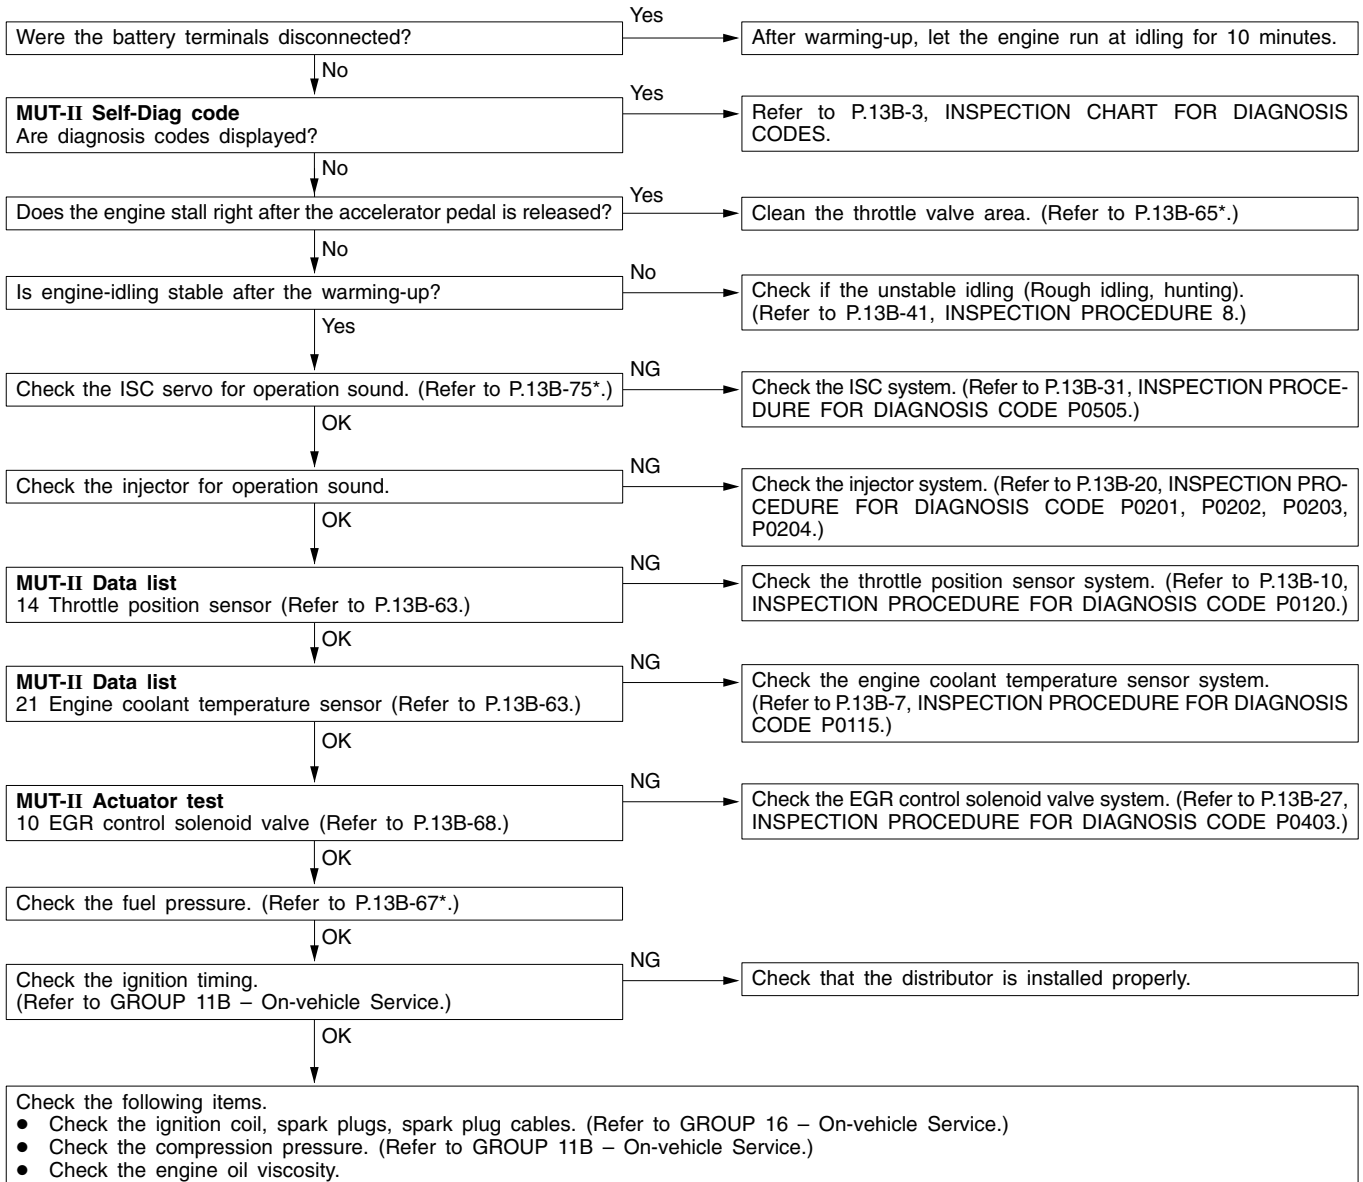 Yes
Were the battery terminals disconnected?
After warming-up, let the engine run at idling for 10 minutes.
No
Yes
MUT-II Self-Diag code
Are diagnosis codes displayed?
Refer to P.13B-3, INSPECTION CHART FOR DIAGNOSIS
CODES.
No
Yes
Does the engine stall right after the accelerator pedal is released?
Clean the throttle valve area. (Refer to P.13B-65*.)
No
No
Is engine-idling stable after the warming-up?
Check if the unstable idling (Rough idling, hunting).
(Refer to P.13B-41, INSPECTION PROCEDURE 8.)
Yes
NG
Check the ISC servo for operation sound. (Refer to P.13B-75*.)
Check the ISC system. (Refer to P.13B-31, INSPECTION PROCE-
DURE FOR DIAGNOSIS CODE P0505.)
OK
NG
Check the injector for operation sound.
Check the injector system. (Refer to P.13B-20, INSPECTION PRO-
CEDURE FOR DIAGNOSIS CODE P0201, P0202, P0203,
P0204.)
OK
NG
MUT-II Data list
14 Throttle position sensor (Refer to P.13B-63.)
Check the throttle position sensor system. (Refer to P.13B-10,
INSPECTION PROCEDURE FOR DIAGNOSIS CODE P0120.)
OK
NG
MUT-II Data list
21 Engine coolant temperature sensor (Refer to P.13B-63.)
Check the engine coolant temperature sensor system.
(Refer to P.13B-7, INSPECTION PROCEDURE FOR DIAGNOSIS
CODE P0115.)
OK
NG
MUT-II Actuator test
10 EGR control solenoid valve (Refer to P.13B-68.)
Check the EGR control solenoid valve system. (Refer to P.13B-27,
INSPECTION PROCEDURE FOR DIAGNOSIS CODE P0403.)
OK
Check the fuel pressure. (Refer to P.13B-67*.)
OK
NG
Check the ignition timing.
(Refer to GROUP 11B – On-vehicle Service.)
Check that the distributor is installed properly.
OK
Check the following items.
● Check the ignition coil, spark plugs, spark plug cables. (Refer to GROUP 16 – On-vehicle Service.)
● Check the compression pressure. (Refer to GROUP 11B – On-vehicle Service.)
● Check the engine oil viscosity.